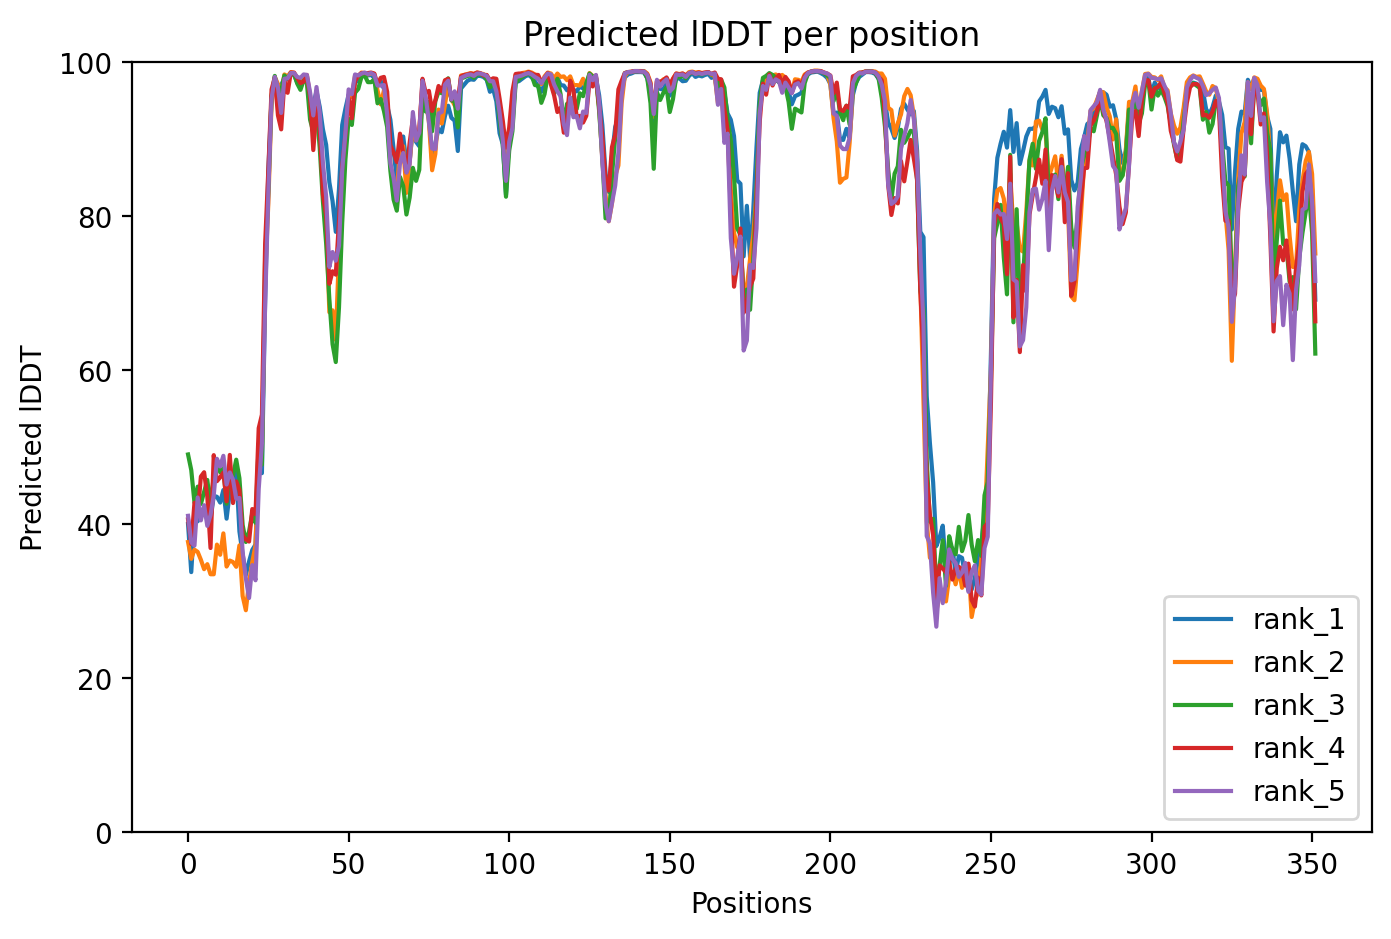 Predicted lDDT per position
100
80
60
40
20
0
Predicted lDDT
0 50 100 150 200 250 300 350
Positions
rank_1
rank_2
rank_3
rank_4
rank_5